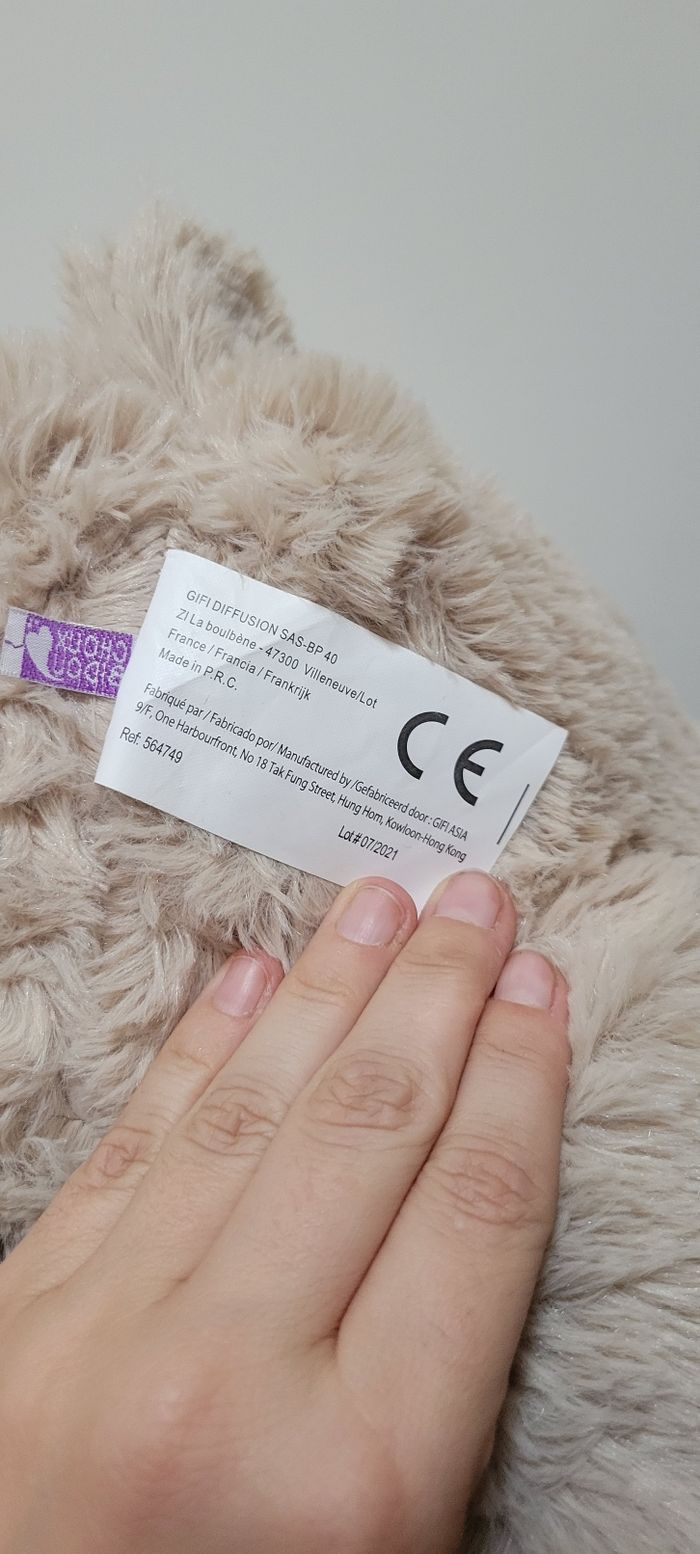 GIFI DIFFUSION SAS-BP 40
ZI La boulbène - 47300 Villeneuve/Lot
France / Francia / Frankrijk
Made in P.R.C.
Fabriqué par / Fabricado por/ Manufactured by /Gefabriceerd door : GIFI ASIA
9/F, One Harbourfront, No 18 Tak Fung Street, Hung Hom, Kowloon-Hong Kong
Ref: 564749
Lot# 07/2021
CE